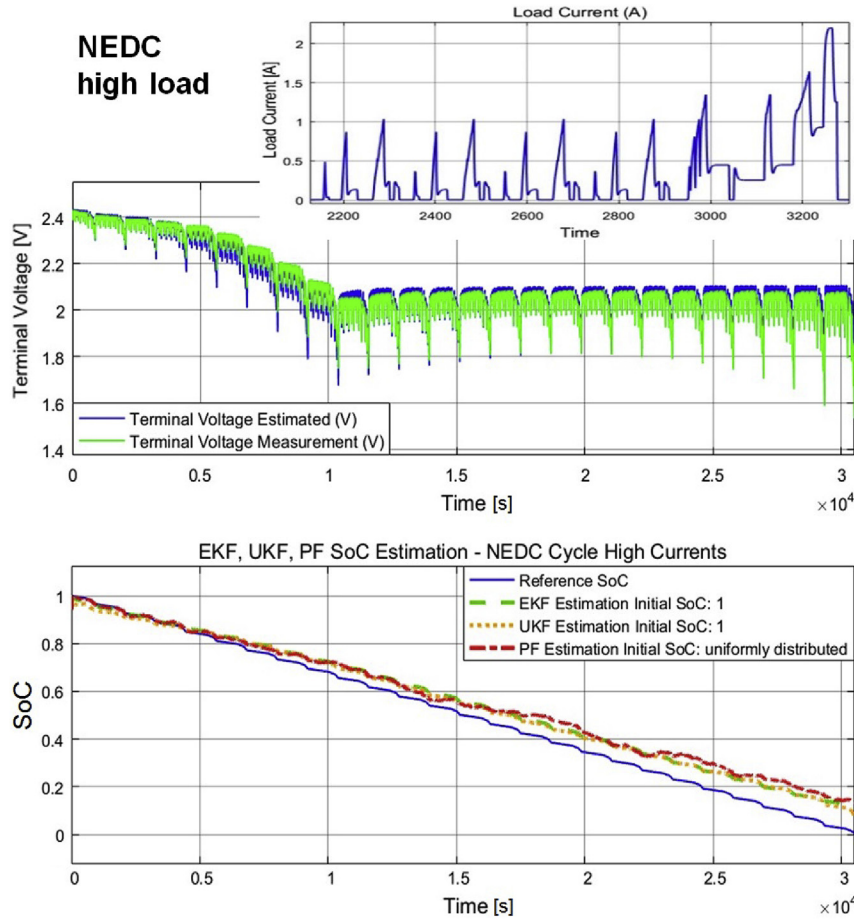 NEDC
high load
Load Current (A)
Load Current [A]
2
1.5
1
0.5
0
2200 2400 2600 2800 3000 3200
Time
Terminal Voltage [V]
2.4
2.2
2
1.8
1.6
1.4
Terminal Voltage Estimated (V)
Terminal Voltage Measurement (V)
0 0.5 1 1.5 2 2.5 3
Time [s]
×10⁴
EKF, UKF, PF SoC Estimation - NEDC Cycle High Currents
Reference SoC
EKF Estimation Initial SoC: 1
UKF Estimation Initial SoC: 1
PF Estimation Initial SoC: uniformly distributed
SoC
1
0.8
0.6
0.4
0.2
0
0 0.5 1 1.5 2 2.5 3
Time [s]
×10⁴